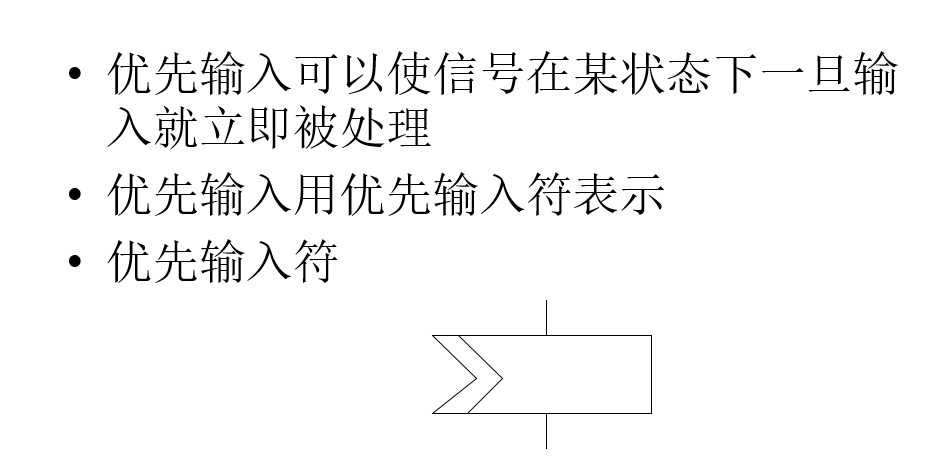 • 优先输入可以使信号在某状态下一旦输
入就立即被处理
• 优先输入用优先输入符表示
• 优先输入符